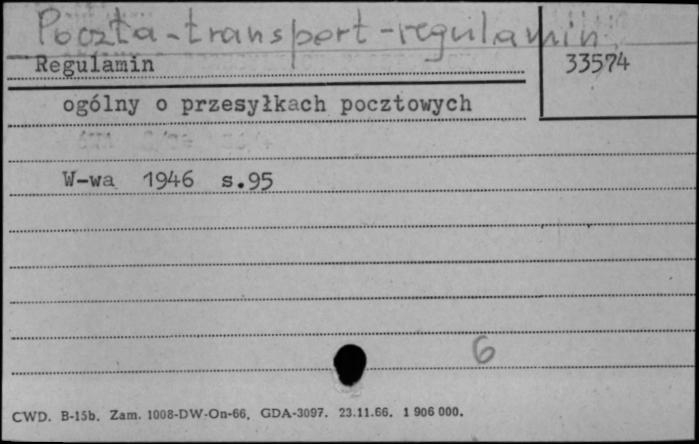 Poczta-transport-regulamin
Regulamin
33574
ogólny o przesyłkach pocztowych
W-wa 1946 s.95
6
CWD. B-15b. Zam. 1008-DW-On-66. GDA-3097. 23.11.66. 1 906 000.